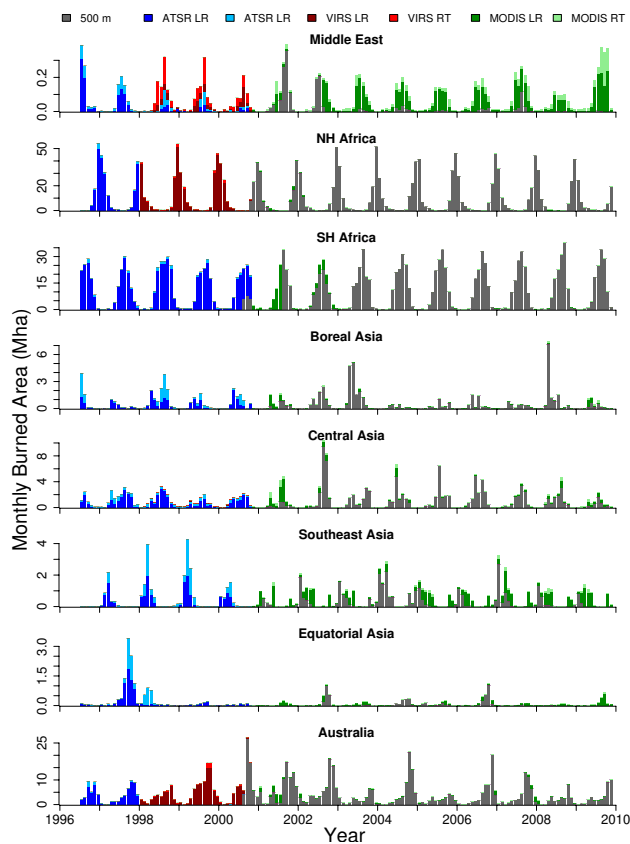 500 m ATSR LR ATSR LR VIRS LR VIRS RT MODIS LR MODIS RT
Middle East
0.2
0.0
NH Africa
50
20
0
SH Africa
30
15
0
Boreal Asia
6
3
0
Central Asia
8
4
0
Southeast Asia
4
2
0
Equatorial Asia
3.0
1.5
0.0
Australia
25
10
0
Monthly Burned Area (Mha)
1996 1998 2000 2002 2004 2006 2008 2010
Year